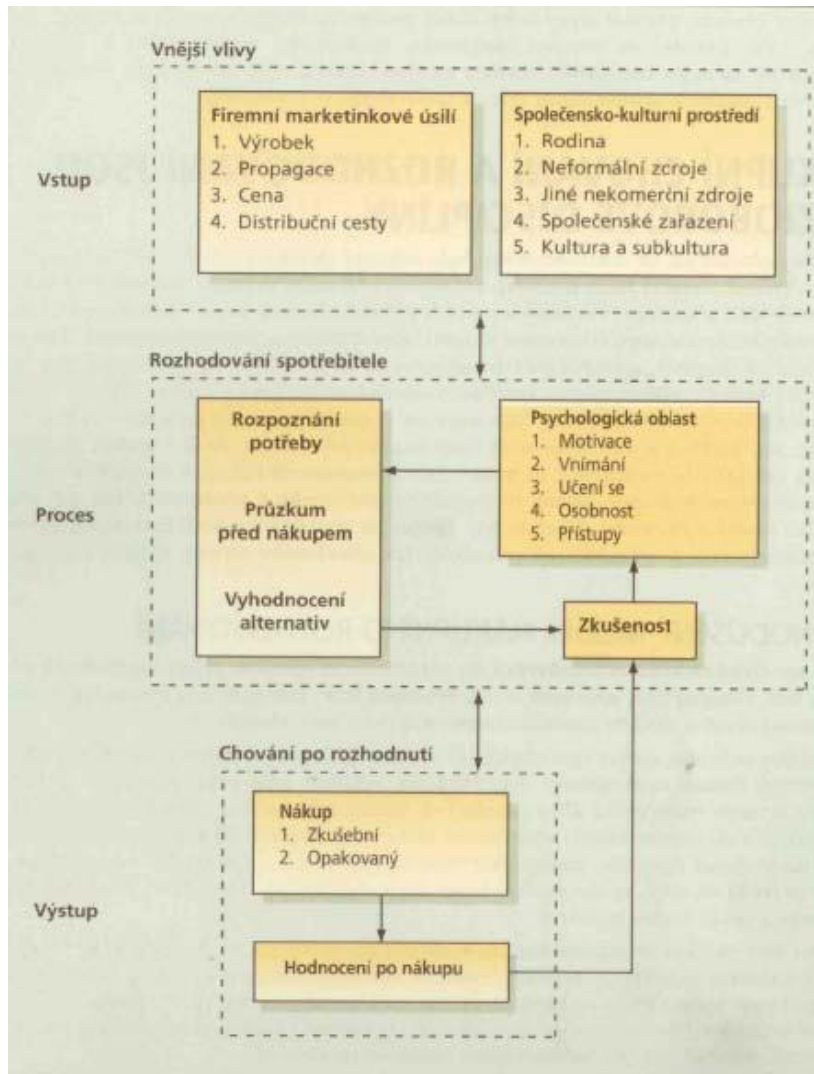 Vnější vlivy
Vstup
Firemní marketinkové úsilí
1. Výrobek
2. Propagace
3. Cena
4. Distribuční cesty
Společensko-kulturní prostředí
1. Rodina
2. Neformální zcroje
3. Jiné nekomerční zdroje
4. Společenské zařazení
5. Kultura a subkultura
Rozhodování spotřebitele
Proces
Rozpoznání
potřeby
Průzkum
před nákupem
Vyhodnocení
alternativ
Psychologická oblast
1. Motivace
2. Vnímání
3. Učení se
4. Osobnost
5. Přístupy
Zkušenost
Chování po rozhodnutí
Výstup
Nákup
1. Zkušební
2. Opakovaný
Hodnocení po nákupu